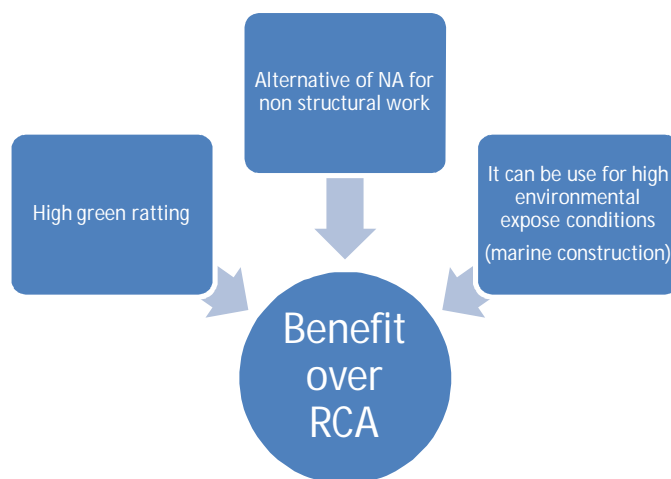 High green ratting
Alternative of NA for
non structural work
It can be use for high
environmental
expose conditions
(marine construction)
Benefit
over
RCA